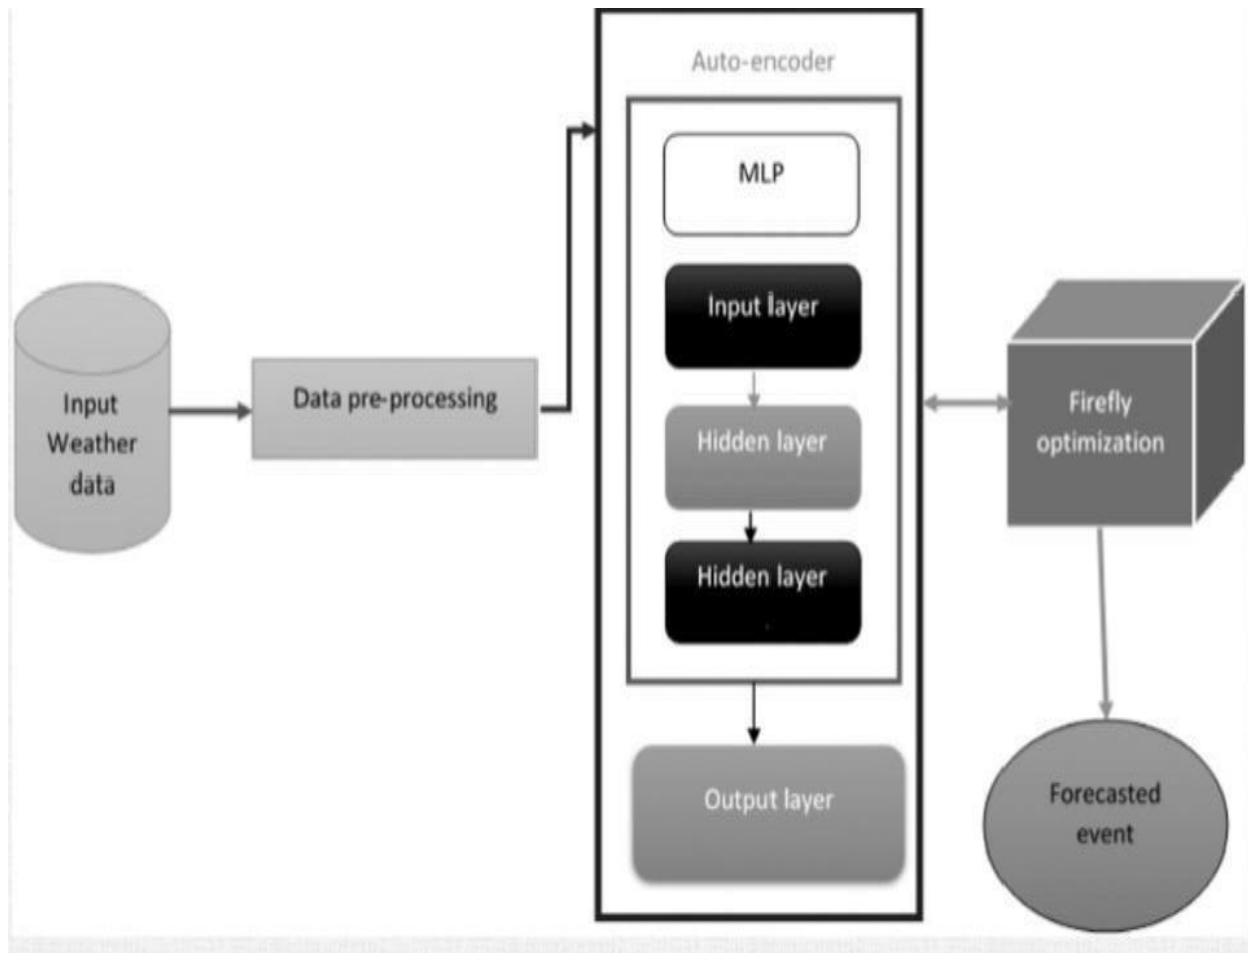 Input
Weather
data
Data pre-processing
Auto-encoder
MLP
Input layer
Hidden layer
Hidden layer
Output layer
Firefly
optimization
Forecasted
event